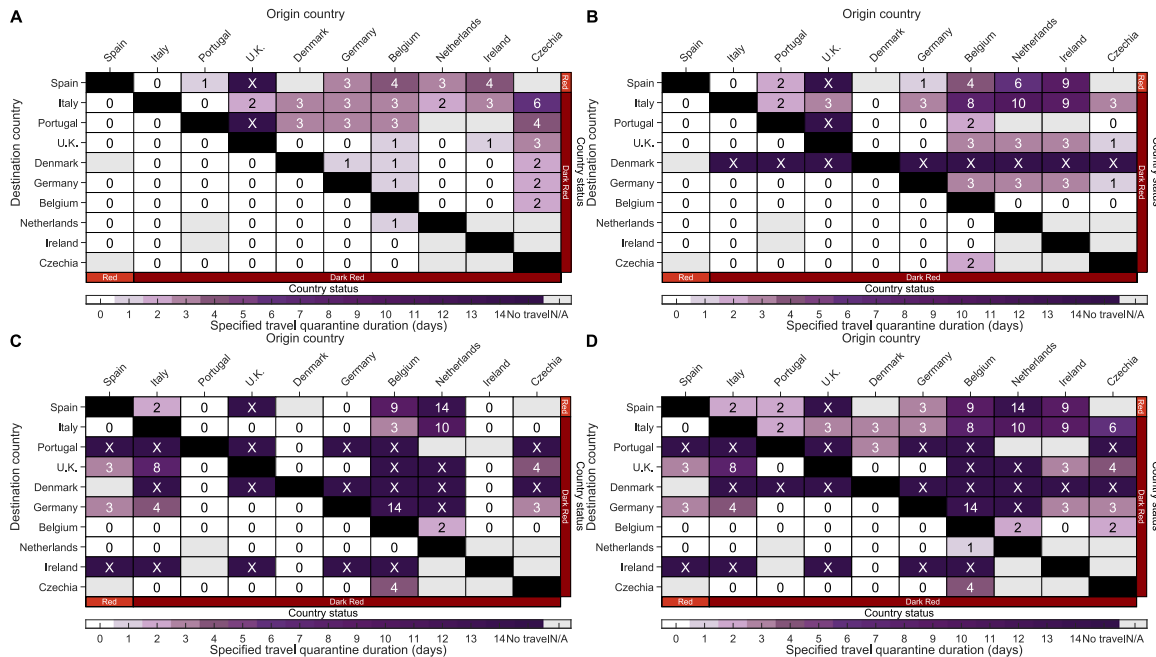 A
Origin country
Spain Italy Portugal U.K. Denmark Germany Belgium Netherlands Ireland Czechia
Destination country
Spain 0 1 X 3 4 3 4
Italy 0 0 2 3 3 3 2 3 6
Portugal 0 0 X 3 3 3 4
U.K. 0 0 0 0 0 1 0 1 3
Denmark 0 0 0 1 1 0 0 2
Germany 0 0 0 0 0 1 0 0 2
Belgium 0 0 0 0 0 0 0 0 2
Netherlands 0 0 0 0 0 1
Ireland 0 0 0 0 0 0
Czechia 0 0 0 0 0 0
Red
Dark Red
Country status
Red Dark Red
Country status
0 1 2 3 4 5 6 7 8 9 10 11 12 13 14 No travel N/A
Specified travel quarantine duration (days)
B
Origin country
Spain Italy Portugal U.K. Denmark Germany Belgium Netherlands Ireland Czechia
Destination country
Spain 0 2 X 0 1 4 6 9
Italy 0 2 3 0 3 8 10 9 3
Portugal 0 0 X 0 0 2 0
U.K. 0 0 0 0 0 3 3 3 1
Denmark X X X X X X X X
Germany 0 0 0 0 0 3 3 3 1
Belgium 0 0 0 0 0 0 0 0 0
Netherlands 0 0 0 0 0 0
Ireland 0 0 0 0 0 0
Czechia 0 0 0 0 0 2
Red
Dark Red
Country status
Red Dark Red
Country status
0 1 2 3 4 5 6 7 8 9 10 11 12 13 14 No travel N/A
Specified travel quarantine duration (days)
C
Origin country
Spain Italy Portugal U.K. Denmark Germany Belgium Netherlands Ireland Czechia
Destination country
Spain 2 0 X 0 9 14 0
Italy 0 0 0 0 0 3 10 0 0
Portugal X X X 0 X X X
U.K. 3 8 0 0 0 X X 0 4
Denmark X 0 X X X X 0 X
Germany 3 4 0 0 0 14 X 0 3
Belgium 0 0 0 0 0 0 2 0 0
Netherlands 0 0 0 0 0 0
Ireland X X X 0 X X
Czechia 0 0 0 0 0 4
Red
Dark Red
Country status
Red Dark Red
Country status
0 1 2 3 4 5 6 7 8 9 10 11 12 13 14 No travel N/A
Specified travel quarantine duration (days)
D
Origin country
Spain Italy Portugal U.K. Denmark Germany Belgium Netherlands Ireland Czechia
Destination country
Spain 2 2 X 3 9 14 9
Italy 0 2 3 3 3 8 10 9 6
Portugal X X X 3 X X X
U.K. 3 8 0 0 0 X X 3 4
Denmark X X X X X X X X
Germany 3 4 0 0 0 14 X 3 3
Belgium 0 0 0 0 0 0 2 0 2
Netherlands 0 0 0 0 0 1
Ireland X X X 0 X X
Czechia 0 0 0 0 0 4
Red
Dark Red
Country status
Red Dark Red
Country status
0 1 2 3 4 5 6 7 8 9 10 11 12 13 14 No travel N/A
Specified travel quarantine duration (days)